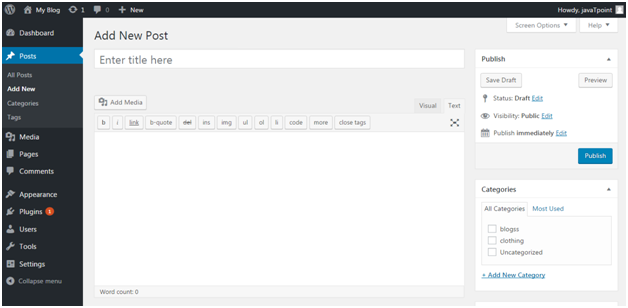 My Blog 1 0 New Howdy, javaTpoint
Screen Options Help
Dashboard
Posts
All Posts
Add New
Categories
Tags
Media
Pages
Comments
Appearance
Plugins 1
Users
Tools
Settings
Collapse menu
Add New Post
Enter title here
Add Media
Visual Text
b i link b-quote del ins img ul ol li code more close tags
Word count: 0
Publish
Save Draft Preview
Status: Draft Edit
Visibility: Public Edit
Publish immediately Edit
Publish
Categories
All Categories Most Used
blogss
clothing
Uncategorized
+ Add New Category